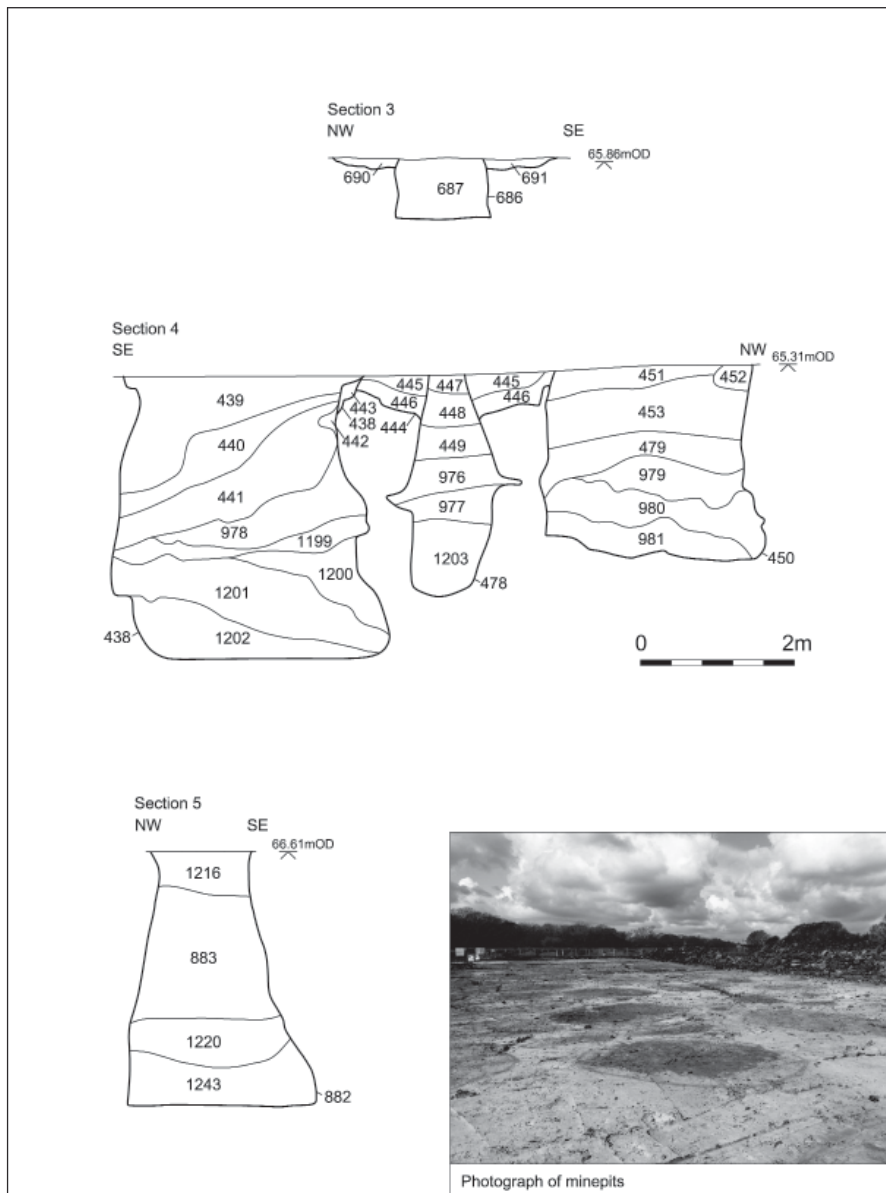 Section 3
NW SE
65.86mOD
690 687 691
686
Section 4
SE NW
65.31mOD
439 445 447 445 451 452
443 446 446
438 444 448 453
442
440 449 479
441 976 979
978 977 980
1199 981
1200 1203 450
1201 478
438 1202
0 2m
Section 5
NW SE
66.61mOD
1216
883
1220
1243
882
Photograph of minepits